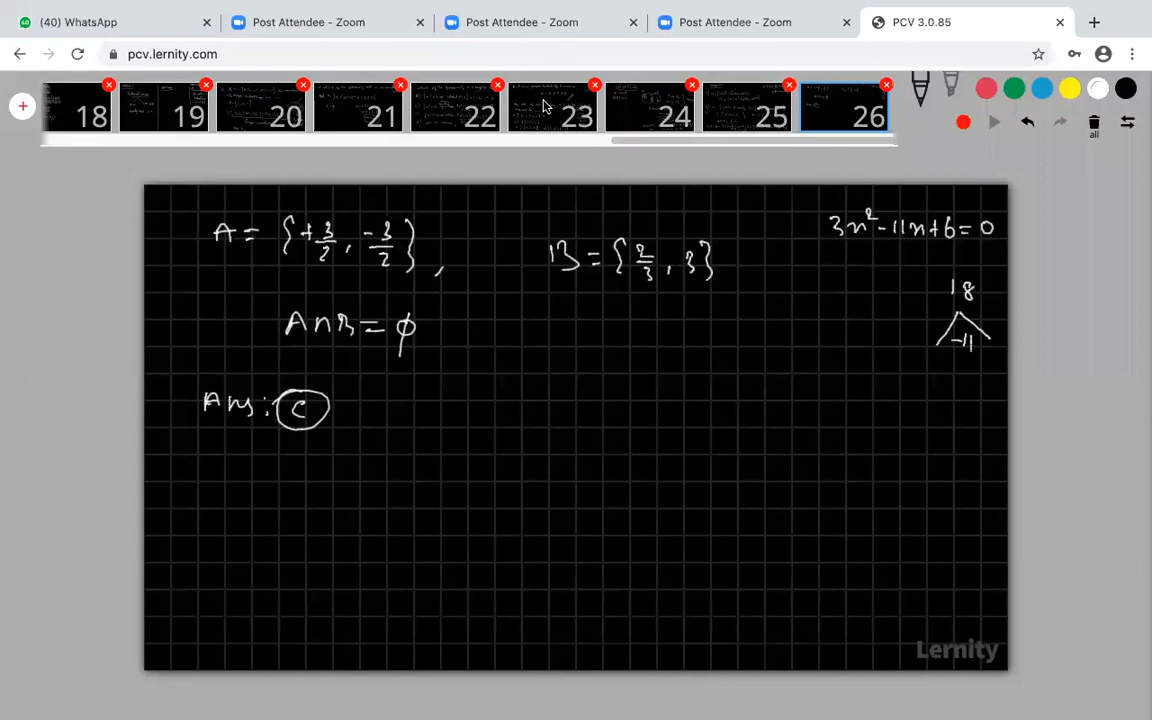 (40) WhatsApp
Post Attendee - Zoom
Post Attendee - Zoom
Post Attendee - Zoom
PCV 3.0.85
pcv.lernity.com
18 19 20 21 22 23 24 25 26
all
A = {+3/2, -3/2}, B = {2/3, 3}
3x² - 11x + 6 = 0
18
-11
A∩B = ϕ
Ans: C
Lernity